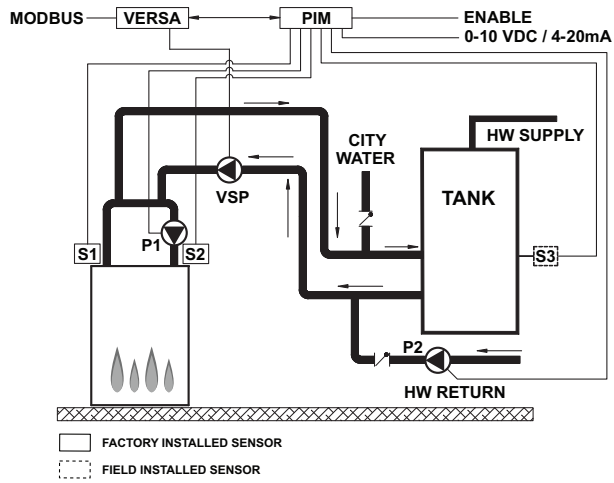 MODBUS
VERSA
PIM
ENABLE
0-10 VDC / 4-20mA
CITY
WATER
HW SUPPLY
VSP
TANK
P1
S1
S2
S3
P2
HW RETURN
FACTORY INSTALLED SENSOR
FIELD INSTALLED SENSOR